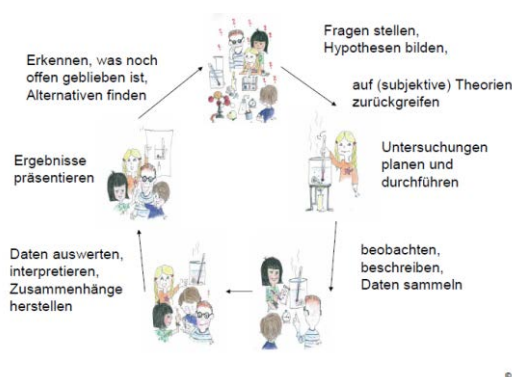 Fragen stellen,
Hypothesen bilden,
auf (subjektive) Theorien
zurückgreifen
Untersuchungen
planen und
durchführen
beobachten,
beschreiben,
Daten sammeln
Daten auswerten,
interpretieren,
Zusammenhänge
herstellen
Ergebnisse
präsentieren
Erkennen, was noch
offen geblieben ist,
Alternativen finden
©